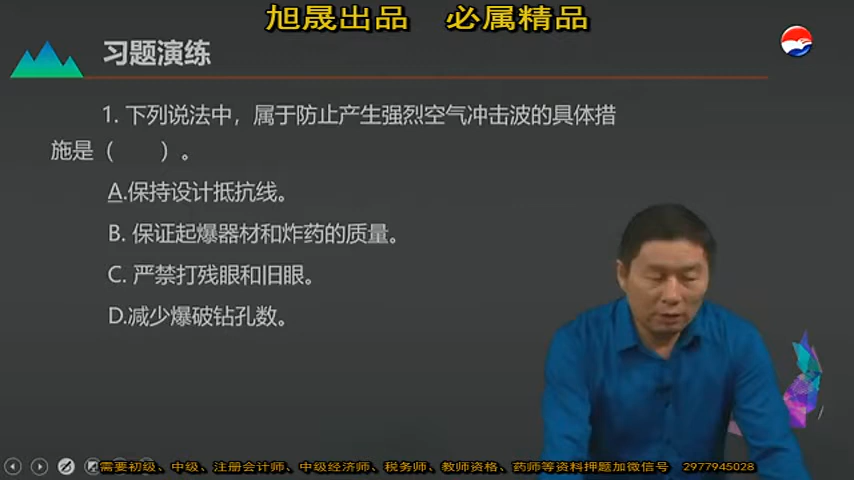 旭晟出品 必属精品
习题演练
1. 下列说法中，属于防止产生强烈空气冲击波的具体措
施是（ ）。
A.保持设计抵抗线。
B. 保证起爆器材和炸药的质量。
C. 严禁打残眼和旧眼。
D.减少爆破钻孔数。
需要初级、中级、注册会计师、中级经济师、税务师、教师资格、药师等资料押题加微信号 2977945028